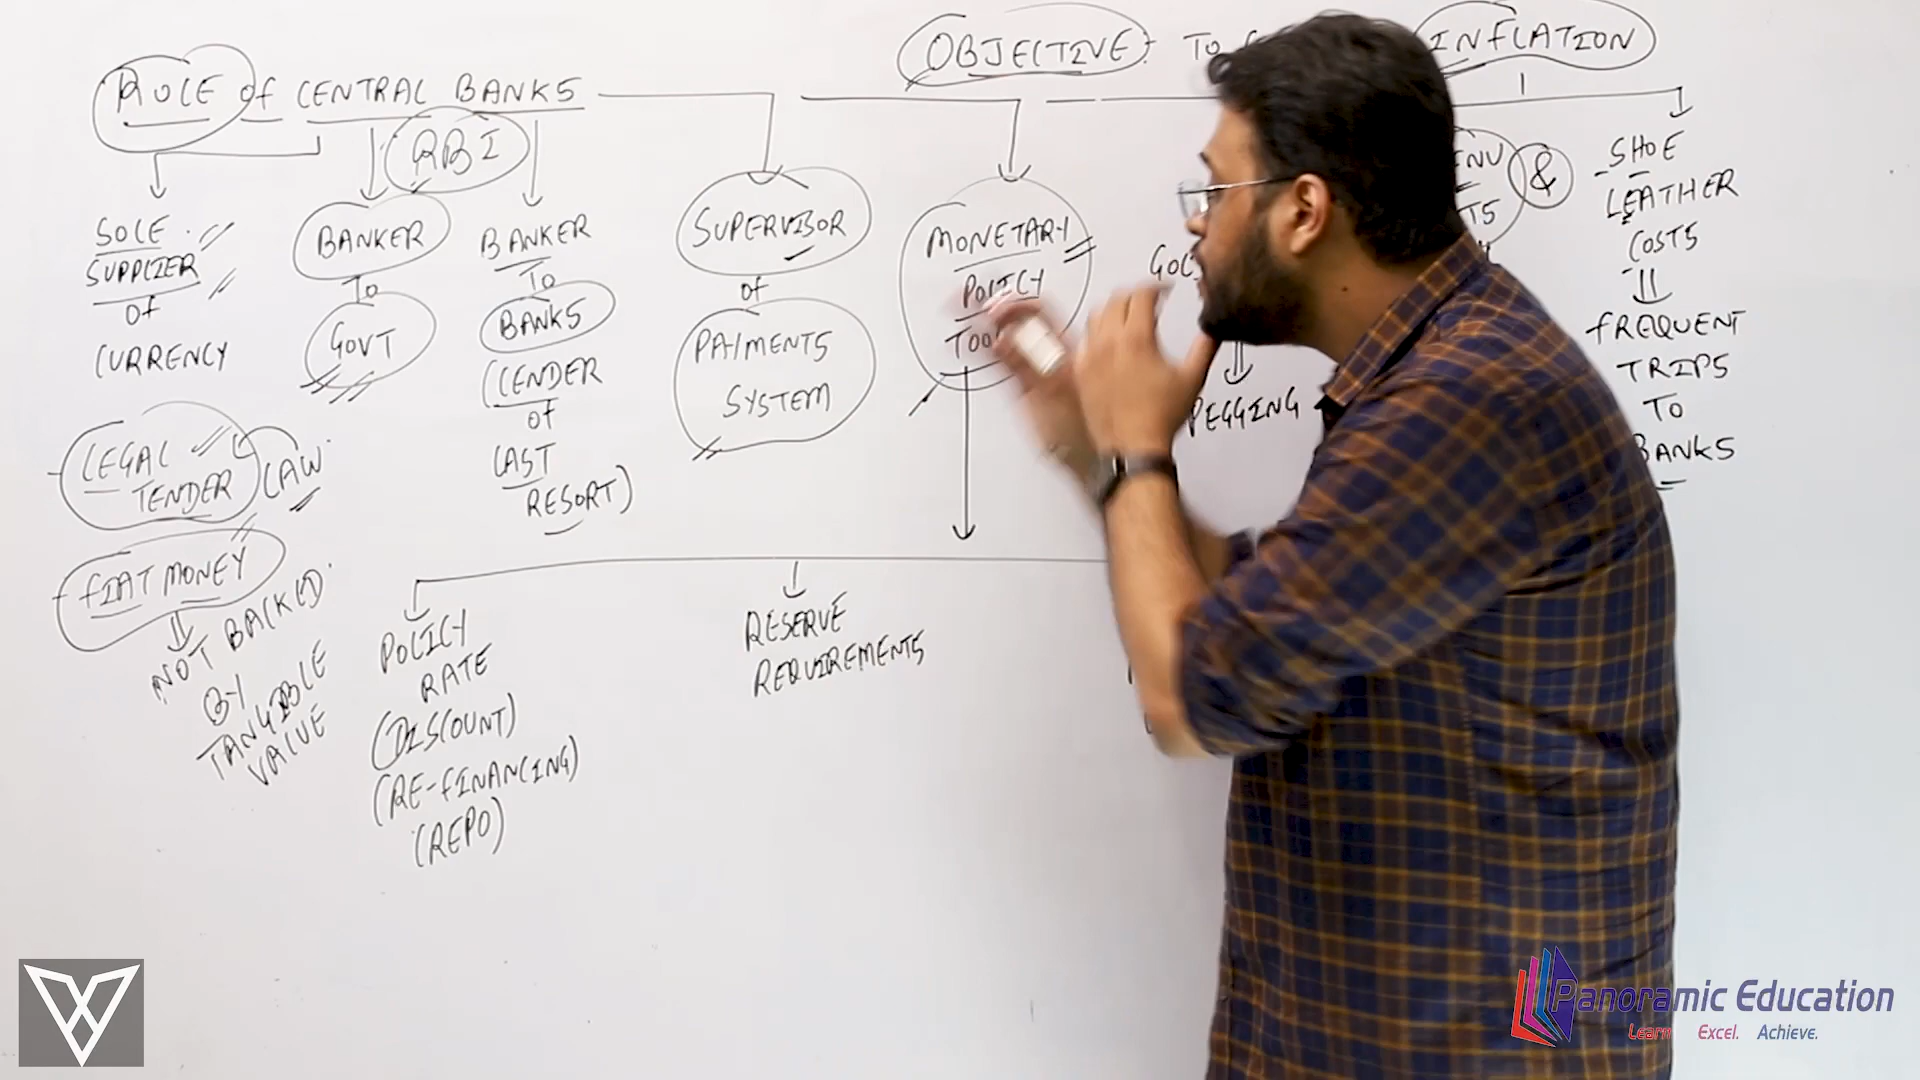 ROLE of CENTRAL BANKS
RBI
SOLE
SUPPLIER
of
CURRENCY
LEGAL
TENDER
LAW
FIAT MONEY
NOT BACKED
BY
TANGIBLE
VALUE
BANKER
TO
GOVT
BANKER
TO
BANKS
(LENDER
of
LAST
RESORT)
SUPERVISOR
of
PAYMENTS
SYSTEM
OBJECTIVE - TO
INFLATION
MONETARY
POLICY
POLICY
RATE
(DISCOUNT)
(RE-FINANCING)
(REPO)
RESERVE
REQUIREMENTS
PEGGING
&
SHOE
LEATHER
COSTS
FREQUENT
TRIPS
TO
BANKS
Panoramic Education
Learn. Excel. Achieve.